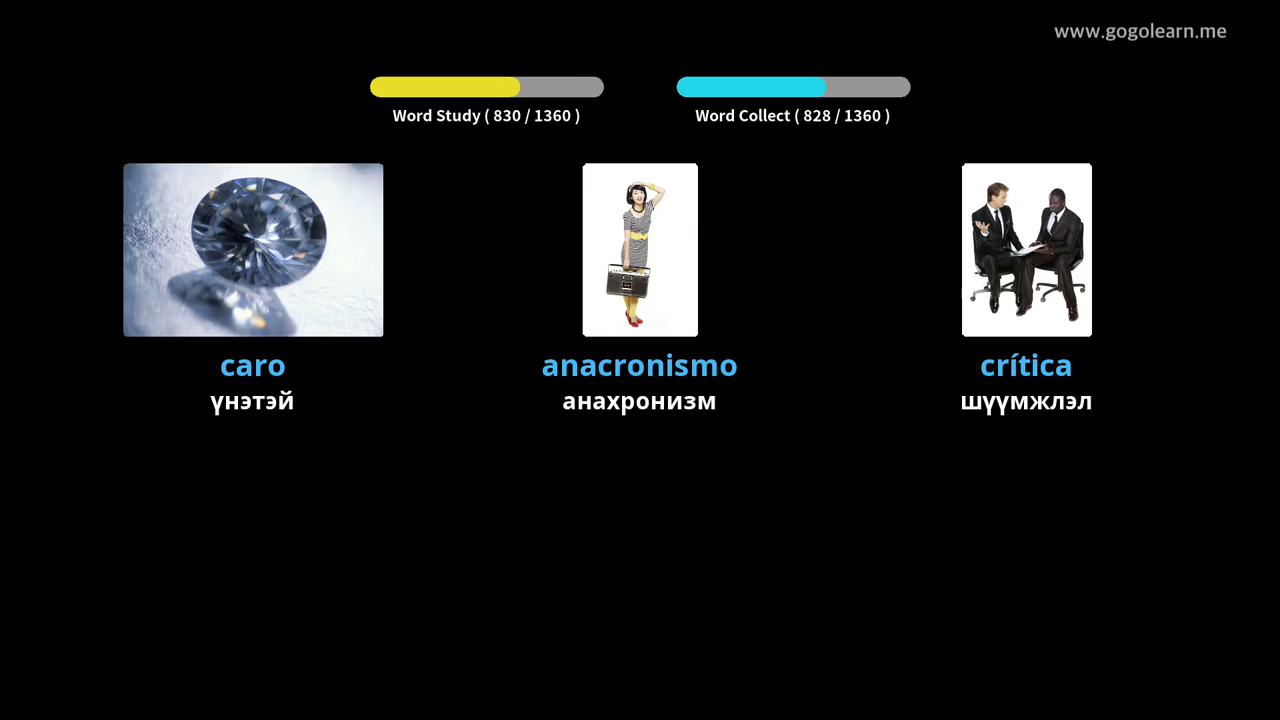 www.gogolearn.me
Word Study ( 830 / 1360 )
Word Collect ( 828 / 1360 )
caro
үнэтэй
anacronismo
анахронизм
crítica
шүүмжлэл